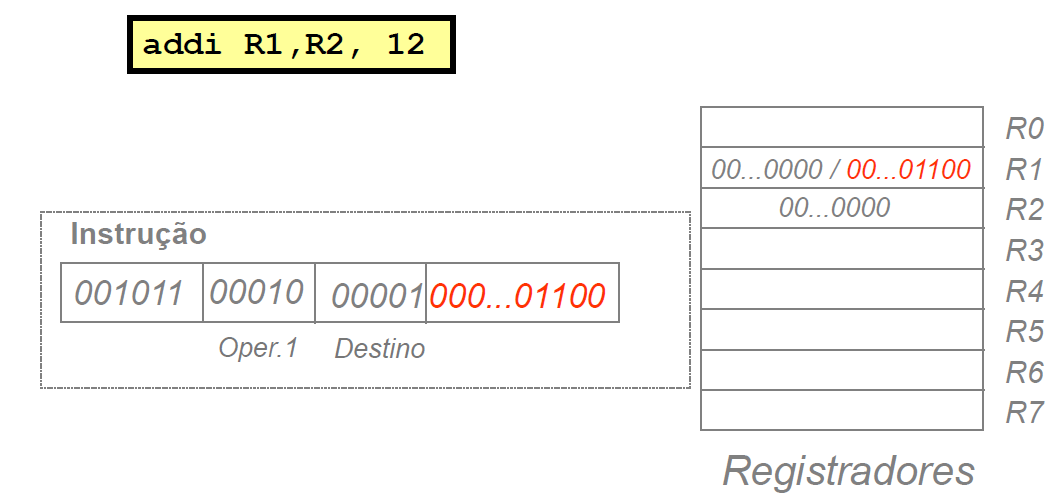 addi R1,R2, 12
R0
00...0000 / 00...01100 R1
00...0000 R2
Instrução
R3
001011 00010 00001 000...01100
R4
Oper.1 Destino
R5
R6
R7
Registradores